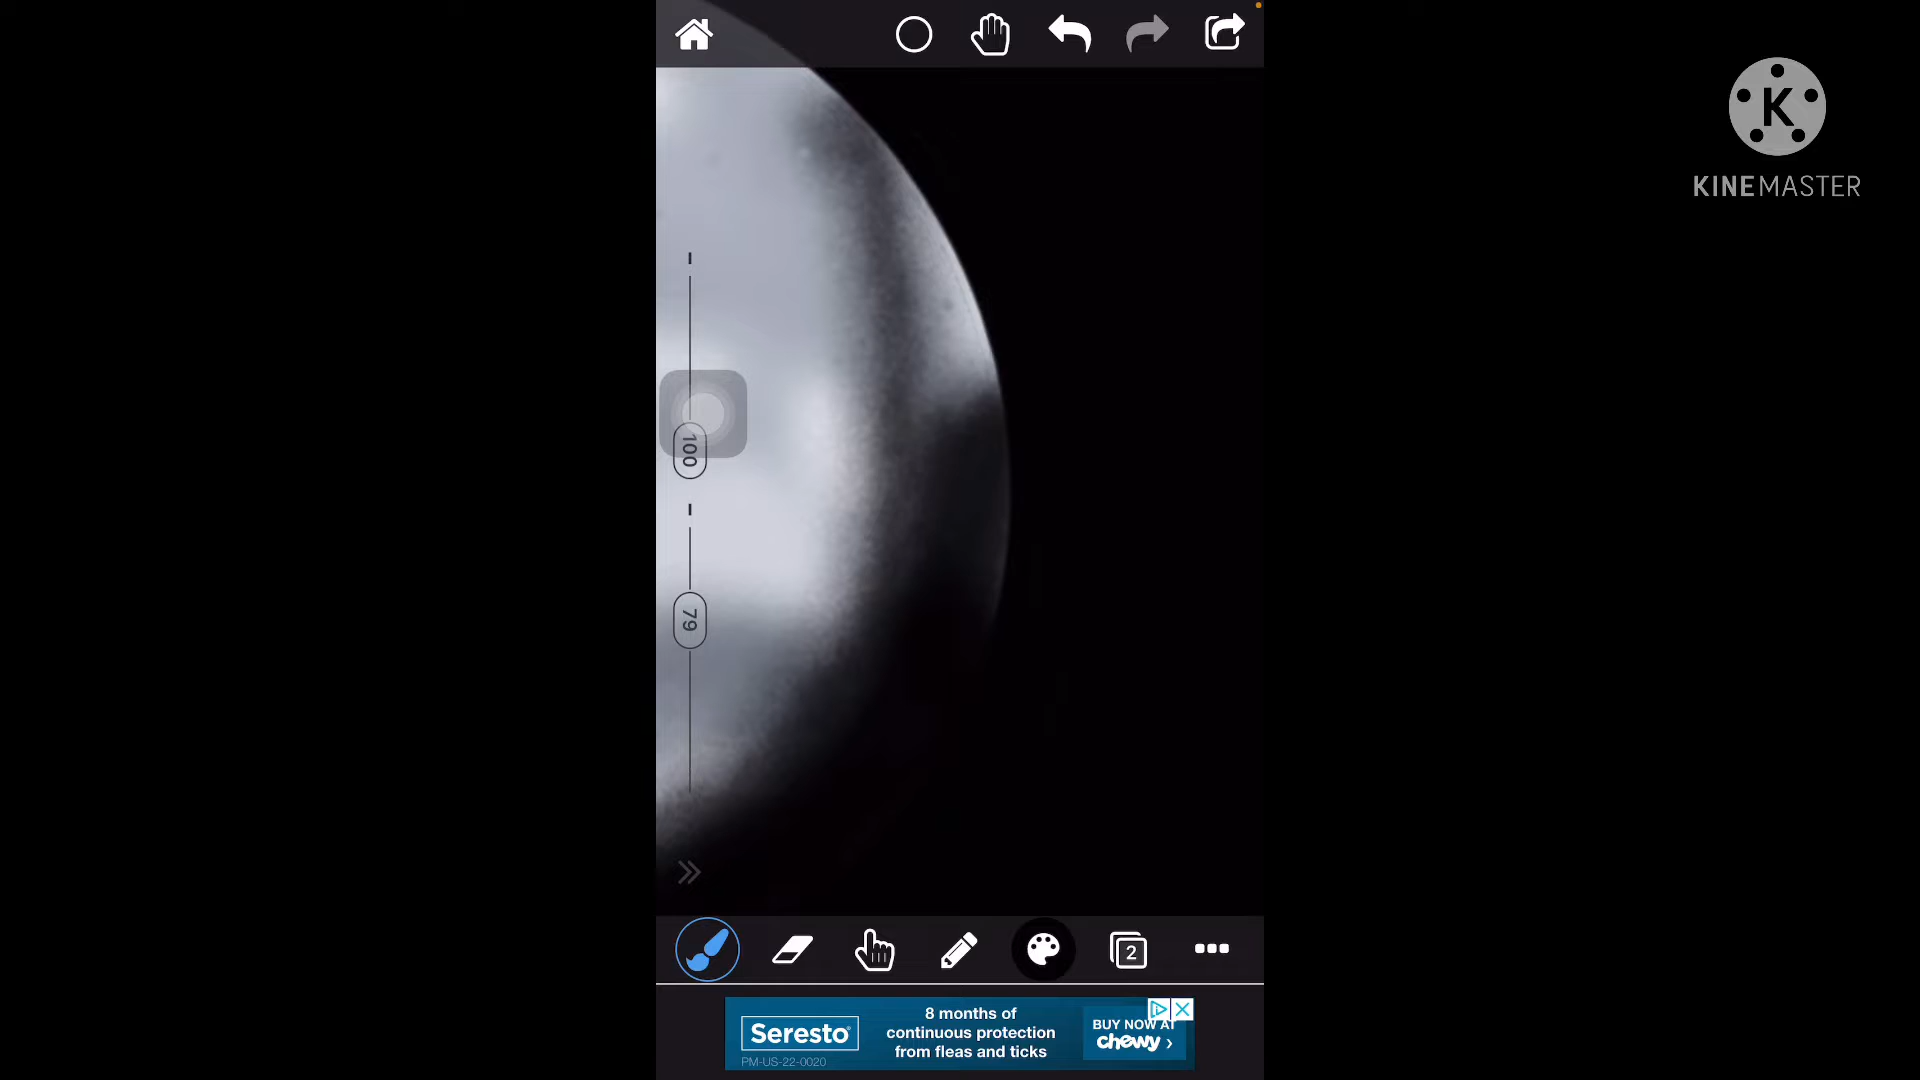 KINEMASTER
100
79
2
Seresto
PM-US-22-0020
8 months of
continuous protection
from fleas and ticks
BUY NOW AT
chewy ›